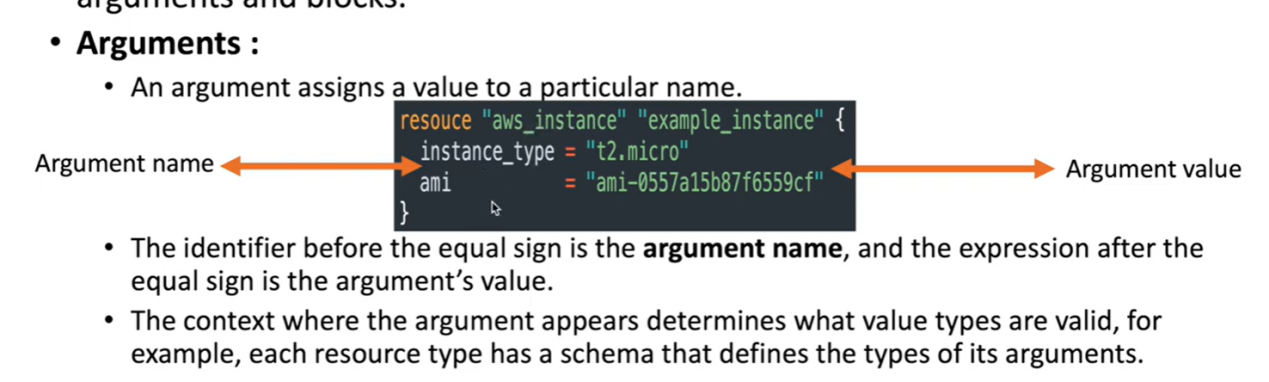 arguments and blocks.
• Arguments :
• An argument assigns a value to a particular name.
resouce "aws_instance" "example_instance" {
Argument name instance_type = "t2.micro" Argument value
ami = "ami-0557a15b87f6559cf"
}
• The identifier before the equal sign is the argument name, and the expression after the
equal sign is the argument's value.
• The context where the argument appears determines what value types are valid, for
example, each resource type has a schema that defines the types of its arguments.